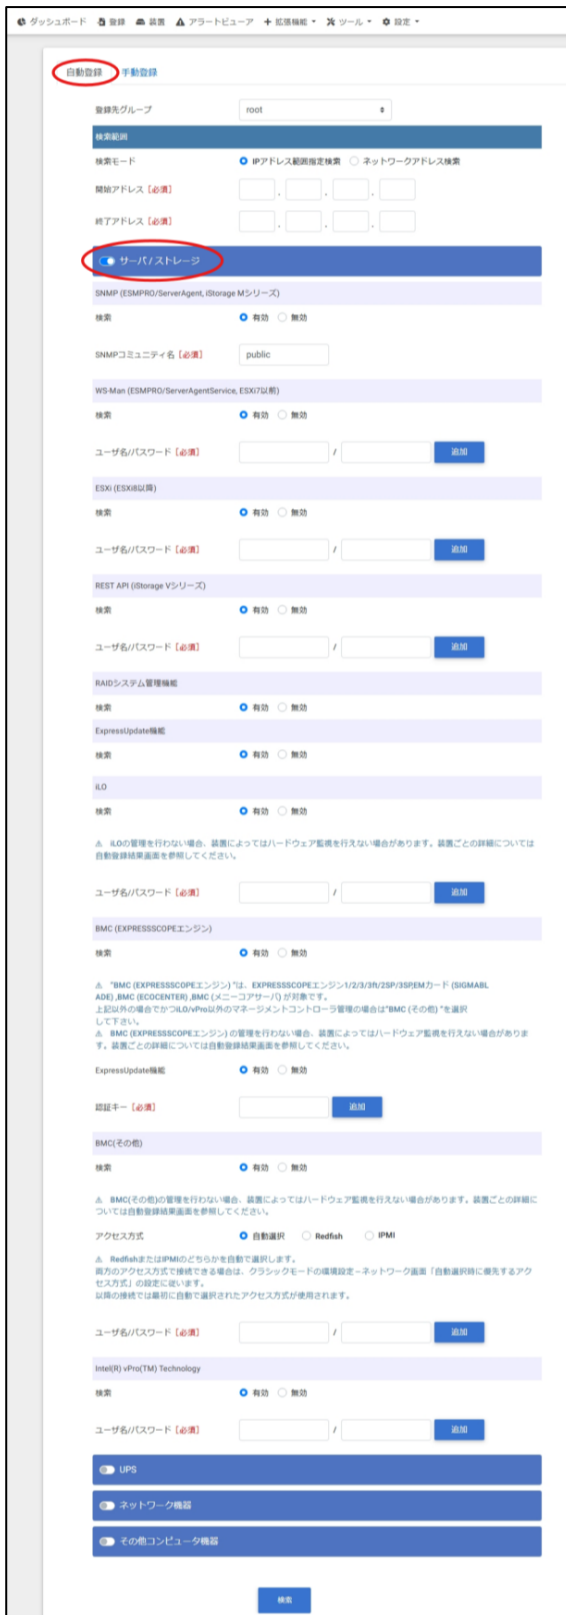 ダッシュボード 登録 装置 アラートビューア 拡張機能 ツール 設定
自動登録 手動登録
登録先グループ root
検索範囲
検索モード IPアドレス範囲指定検索 ネットワークアドレス検索
開始アドレス [必須] . . .
終了アドレス [必須] . . .
サーバ / ストレージ
SNMP (ESMPRO/ServerAgent, iStorage Mシリーズ)
検索 有効 無効
SNMPコミュニティ名 [必須] public
WS-Man (ESMPRO/ServerAgentService, ESXi7以前)
検索 有効 無効
ユーザ名/パスワード [必須] / 追加
ESXi (ESXi8以降)
検索 有効 無効
ユーザ名/パスワード [必須] / 追加
REST API (iStorage Vシリーズ)
検索 有効 無効
ユーザ名/パスワード [必須] / 追加
RAIDシステム管理機能
検索 有効 無効
ExpressUpdate機能
検索 有効 無効
iLO
検索 有効 無効
iLOの管理を行わない場合、装置によってはハードウェア監視を行えない場合があります。装置ごとの詳細については
自動登録結果画面を参照してください。
ユーザ名/パスワード [必須] / 追加
BMC (EXPRESSSCOPEエンジン)
検索 有効 無効
"BMC (EXPRESSSCOPEエンジン) "は、EXPRESSSCOPEエンジン1/2/3/3ft/2SP/3SP,EMカード (SIGMABL
ADE) ,BMC (ECOCENTER) ,BMC (メニーコアサーバ) が対象です。
上記以外の場合でかつiLO/vPro以外のマネージメントコントローラ管理の場合は"BMC (その他) "を選択
して下さい。
BMC (EXPRESSSCOPEエンジン) の管理を行わない場合、装置によってはハードウェア監視を行えない場合がありま
す。装置ごとの詳細については自動登録結果画面を参照してください。
ExpressUpdate機能 有効 無効
認証キー [必須] 追加
BMC(その他)
検索 有効 無効
BMC(その他)の管理を行わない場合、装置によってはハードウェア監視を行えない場合があります。装置ごとの詳細に
ついては自動登録結果画面を参照してください。
アクセス方式 自動選択 Redfish IPMI
RedfishまたはIPMIのどちらかを自動で選択します。
両方のアクセス方式で接続できる場合は、クラシックモードの環境設定－ネットワーク画面「自動選択時に優先するアク
セス方式」の設定に従います。
以降の接続では最初に自動で選択されたアクセス方式が使用されます。
ユーザ名/パスワード [必須] / 追加
Intel(R) vPro(TM) Technology
検索 有効 無効
ユーザ名/パスワード [必須] / 追加
UPS
ネットワーク機器
その他コンピュータ機器
検索